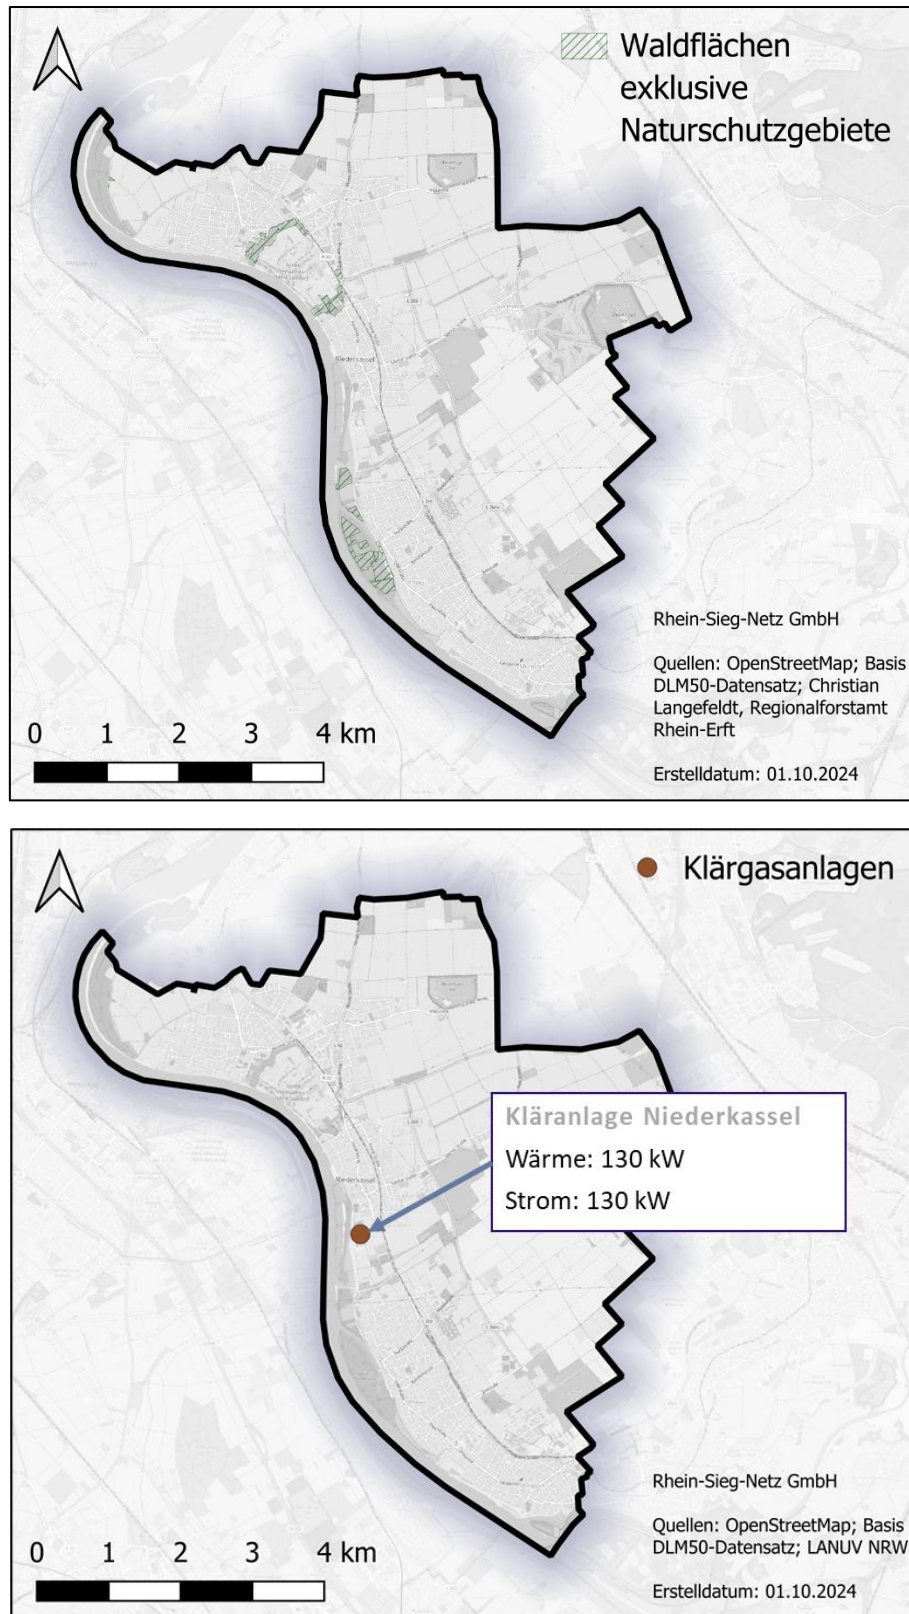 Waldflächen
exklusive
Naturschutzgebiete
Niederkassel
Rhein-Sieg-Netz GmbH
Quellen: OpenStreetMap; Basis
DLM50-Datensatz; Christian
Langefeldt, Regionalforstamt
Rhein-Erft
Erstelldatum: 01.10.2024
0 1 2 3 4 km
Klärgasanlagen
Kläranlage Niederkassel
Wärme: 130 kW
Strom: 130 kW
Niederkassel
Rhein-Sieg-Netz GmbH
Quellen: OpenStreetMap; Basis
DLM50-Datensatz; LANUV NRW
Erstelldatum: 01.10.2024
0 1 2 3 4 km